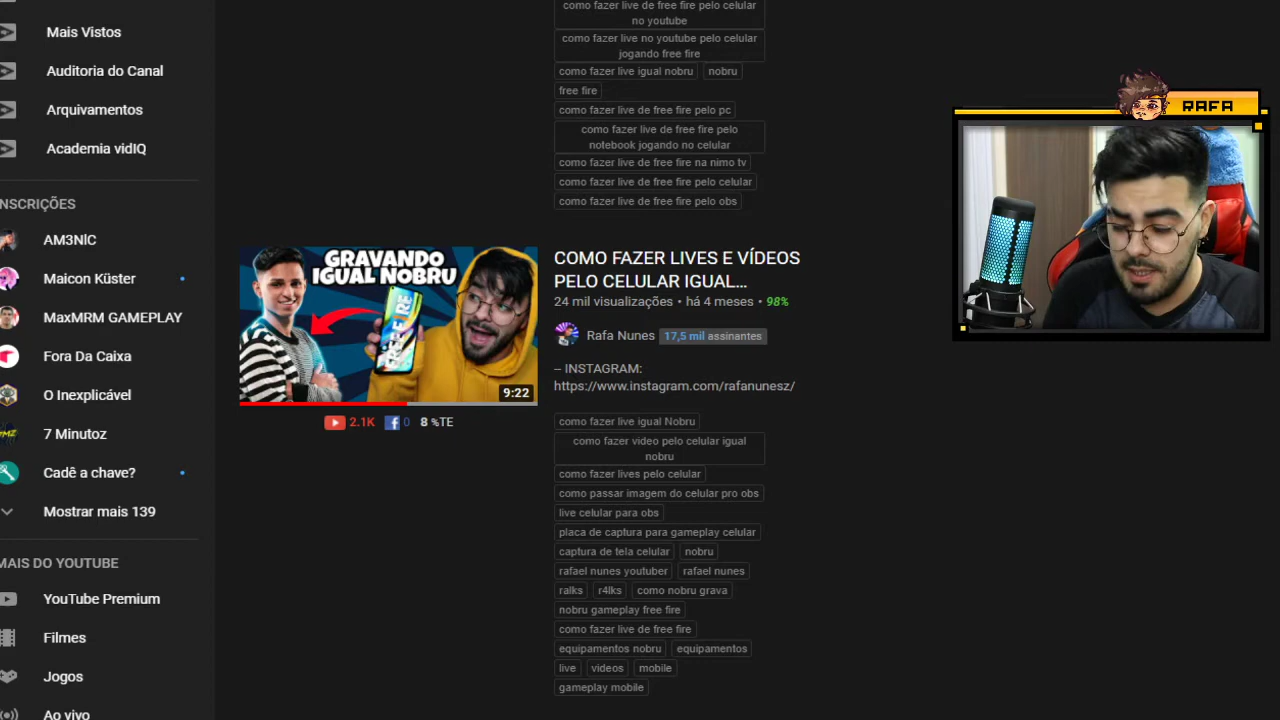 Mais Vistos
Auditoria do Canal
Arquivamentos
Academia vidIQ
NSCRIÇÕES
AM3NlC
Maicon Küster
MaxMRM GAMEPLAY
Fora Da Caixa
O Inexplicável
7 Minutoz
Cadê a chave?
Mostrar mais 139
MAIS DO YOUTUBE
YouTube Premium
Filmes
Jogos
Ao vivo
como fazer live de free fire pelo celular
no youtube
como fazer live no youtube pelo celular
jogando free fire
como fazer live igual nobru
nobru
free fire
como fazer live de free fire pelo pc
como fazer live de free fire pelo
notebook jogando no celular
como fazer live de free fire na nimo tv
como fazer live de free fire pelo celular
como fazer live de free fire pelo obs
GRAVANDO
IGUAL NOBRU
FREE FIRE
9:22
2.1K 0 8 %TE
COMO FAZER LIVES E VÍDEOS
PELO CELULAR IGUAL...
24 mil visualizações • há 4 meses • 98%
Rafa Nunes 17,5 mil assinantes
– INSTAGRAM:
https://www.instagram.com/rafanunesz/
como fazer live igual Nobru
como fazer video pelo celular igual
nobru
como fazer lives pelo celular
como passar imagem do celular pro obs
live celular para obs
placa de captura para gameplay celular
captura de tela celular nobru
rafael nunes youtuber rafael nunes
ralks r4lks como nobru grava
nobru gameplay free fire
como fazer live de free fire
equipamentos nobru equipamentos
live videos mobile
gameplay mobile
RAFA